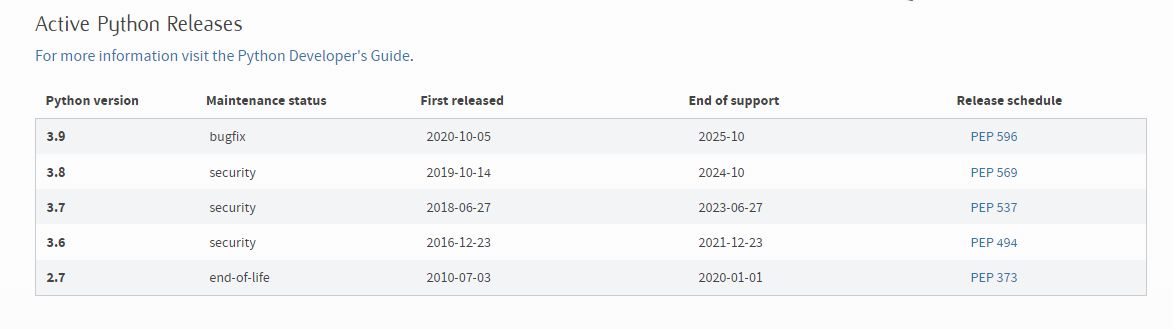 Active Python Releases
For more information visit the Python Developer's Guide.
Python version Maintenance status First released End of support Release schedule
3.9 bugfix 2020-10-05 2025-10 PEP 596
3.8 security 2019-10-14 2024-10 PEP 569
3.7 security 2018-06-27 2023-06-27 PEP 537
3.6 security 2016-12-23 2021-12-23 PEP 494
2.7 end-of-life 2010-07-03 2020-01-01 PEP 373